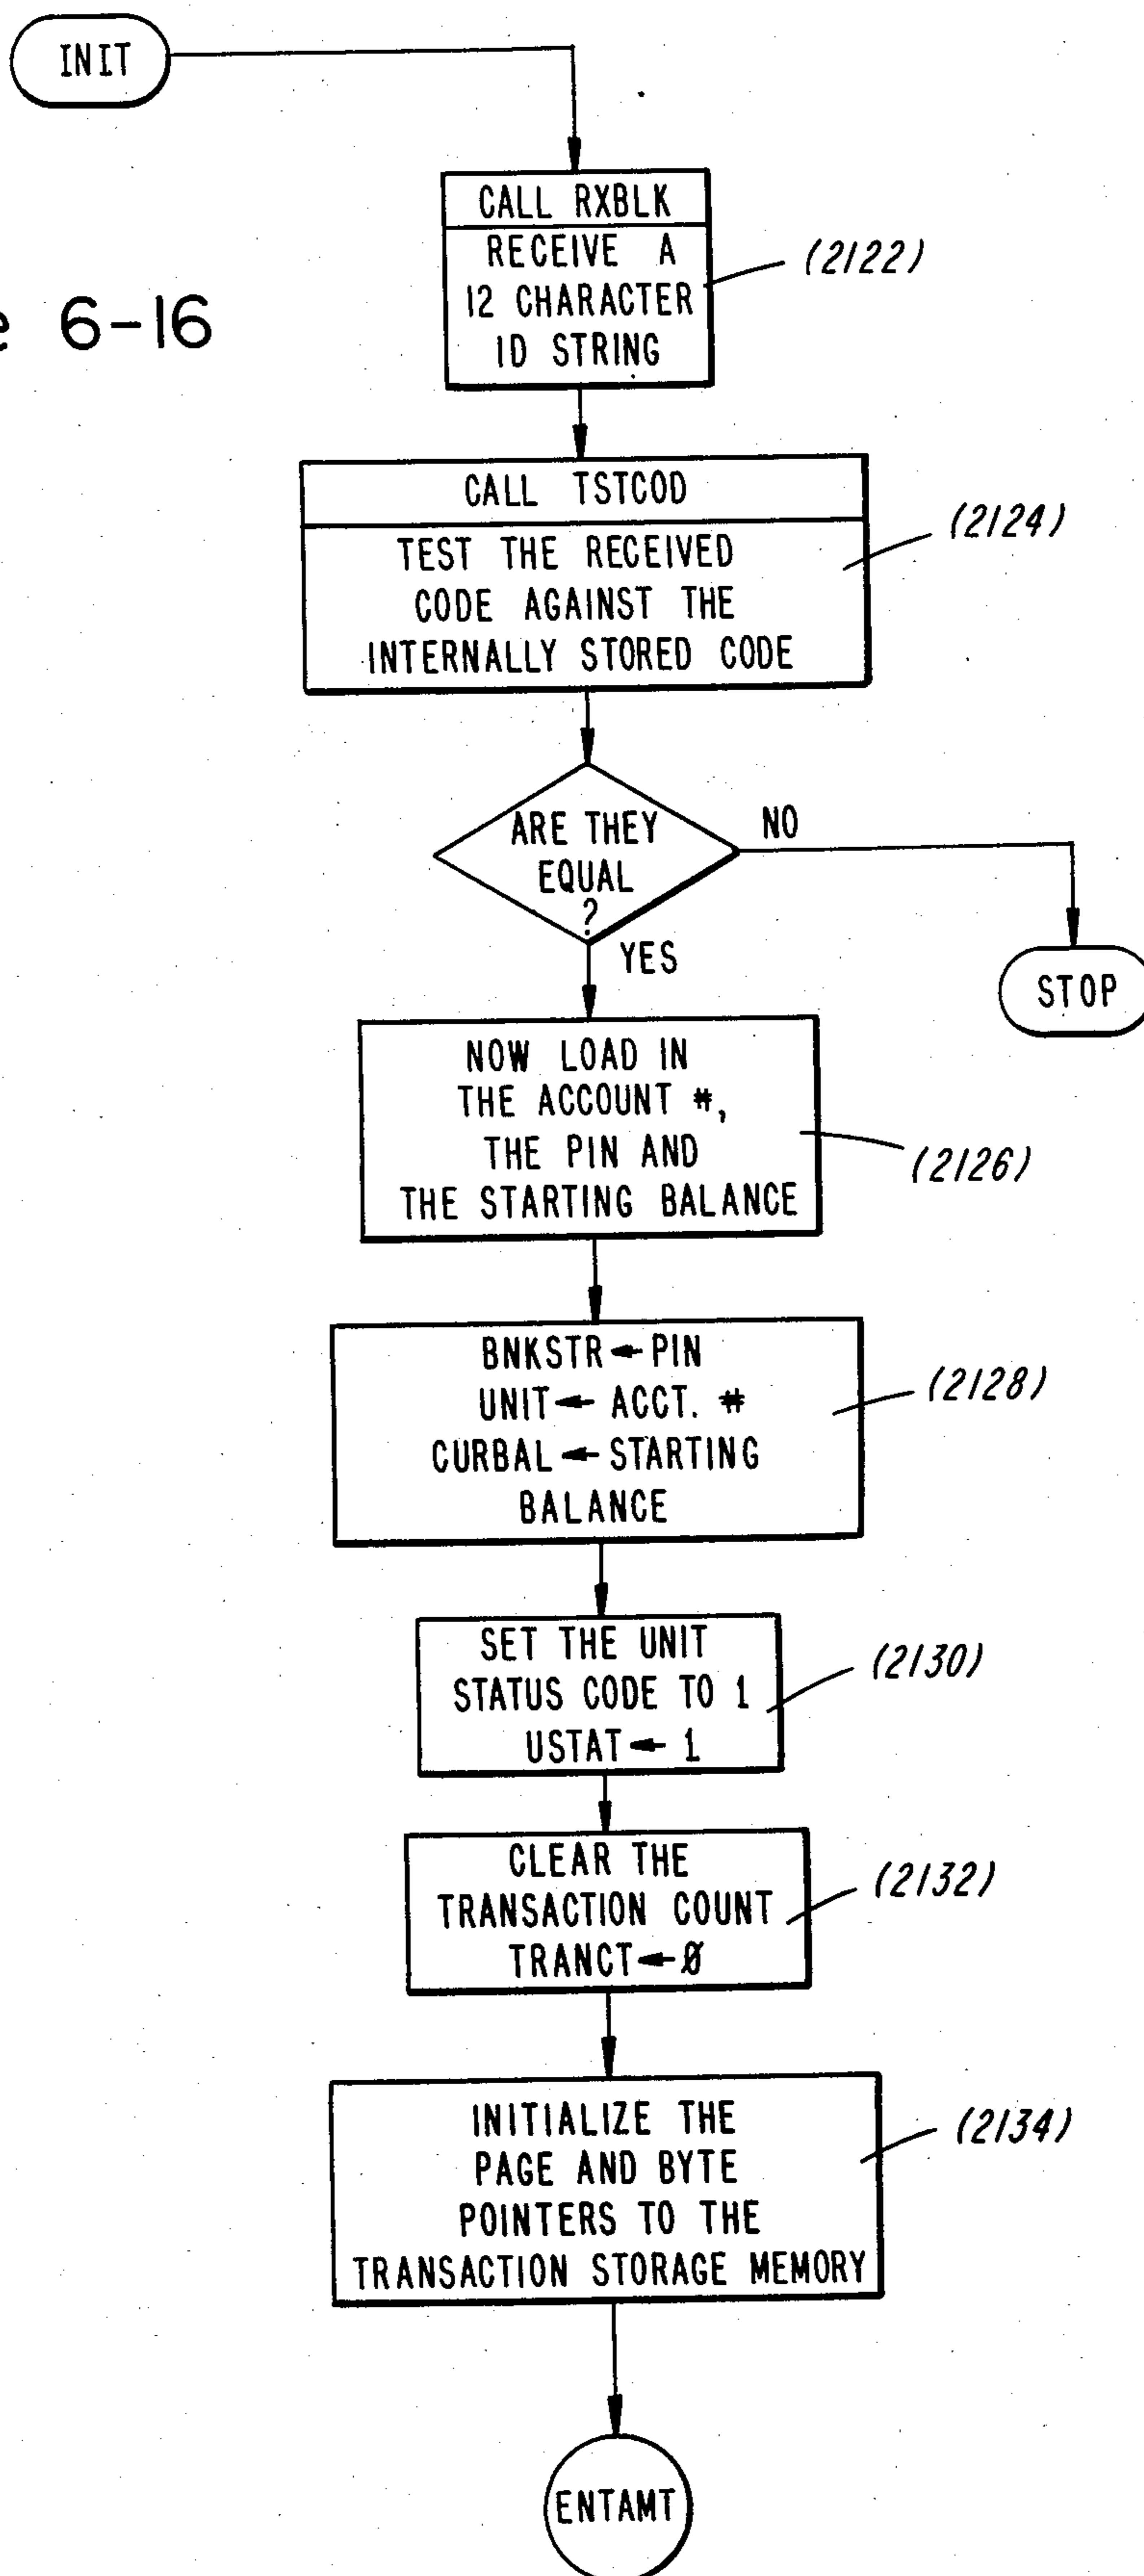 INIT
CALL RXBLK
RECEIVE A
12 CHARACTER
ID STRING
(2122)
6-16
CALL TSTCOD
TEST THE RECEIVED
CODE AGAINST THE
INTERNALLY STORED CODE
(2124)
ARE THEY
EQUAL
?
NO
YES
STOP
NOW LOAD IN
THE ACCOUNT #,
THE PIN AND
THE STARTING BALANCE
(2126)
BNKSTR ← PIN
UNIT ← ACCT. #
CURBAL ← STARTING
BALANCE
(2128)
SET THE UNIT
STATUS CODE TO 1
USTAT ← 1
(2130)
CLEAR THE
TRANSACTION COUNT
TRANCT ← Ø
(2132)
INITIALIZE THE
PAGE AND BYTE
POINTERS TO THE
TRANSACTION STORAGE MEMORY
(2134)
ENTAMT